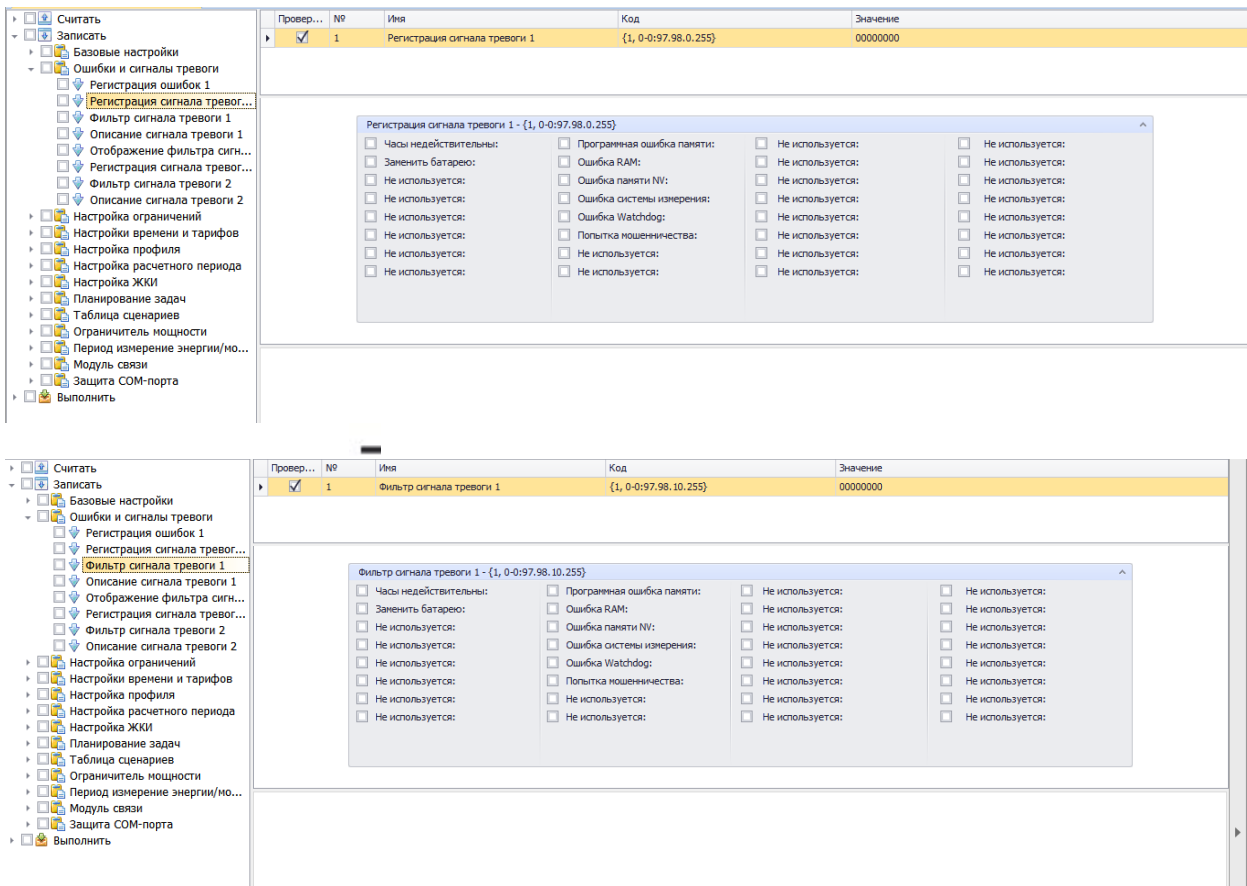 Считать
Записать
Базовые настройки
Ошибки и сигналы тревоги
Регистрация ошибок 1
Регистрация сигнала тревог...
Фильтр сигнала тревоги 1
Описание сигнала тревоги 1
Отображение фильтра сигн...
Регистрация сигнала тревог...
Фильтр сигнала тревоги 2
Описание сигнала тревоги 2
Настройка ограничений
Настройки времени и тарифов
Настройка профиля
Настройка расчетного периода
Настройка ЖКИ
Планирование задач
Таблица сценариев
Ограничитель мощности
Период измерение энергии/мо...
Модуль связи
Защита COM-порта
Выполнить
Провер... № Имя Код Значение
1 Регистрация сигнала тревоги 1 {1, 0-0:97.98.0.255} 00000000
Регистрация сигнала тревоги 1 - {1, 0-0:97.98.0.255}
Часы недействительны: Программная ошибка памяти: Не используется: Не используется:
Заменить батарею: Ошибка RAM: Не используется: Не используется:
Не используется: Ошибка памяти NV: Не используется: Не используется:
Не используется: Ошибка системы измерения: Не используется: Не используется:
Не используется: Ошибка Watchdog: Не используется: Не используется:
Не используется: Попытка мошенничества: Не используется: Не используется:
Не используется: Не используется: Не используется: Не используется:
Не используется: Не используется: Не используется: Не используется:
Считать
Записать
Базовые настройки
Ошибки и сигналы тревоги
Регистрация ошибок 1
Регистрация сигнала тревог...
Фильтр сигнала тревоги 1
Описание сигнала тревоги 1
Отображение фильтра сигн...
Регистрация сигнала тревог...
Фильтр сигнала тревоги 2
Описание сигнала тревоги 2
Настройка ограничений
Настройки времени и тарифов
Настройка профиля
Настройка расчетного периода
Настройка ЖКИ
Планирование задач
Таблица сценариев
Ограничитель мощности
Период измерение энергии/мо...
Модуль связи
Защита COM-порта
Выполнить
Провер... № Имя Код Значение
1 Фильтр сигнала тревоги 1 {1, 0-0:97.98.10.255} 00000000
Фильтр сигнала тревоги 1 - {1, 0-0:97.98.10.255}
Часы недействительны: Программная ошибка памяти: Не используется: Не используется:
Заменить батарею: Ошибка RAM: Не используется: Не используется:
Не используется: Ошибка памяти NV: Не используется: Не используется:
Не используется: Ошибка системы измерения: Не используется: Не используется:
Не используется: Ошибка Watchdog: Не используется: Не используется:
Не используется: Попытка мошенничества: Не используется: Не используется:
Не используется: Не используется: Не используется: Не используется:
Не используется: Не используется: Не используется: Не используется: